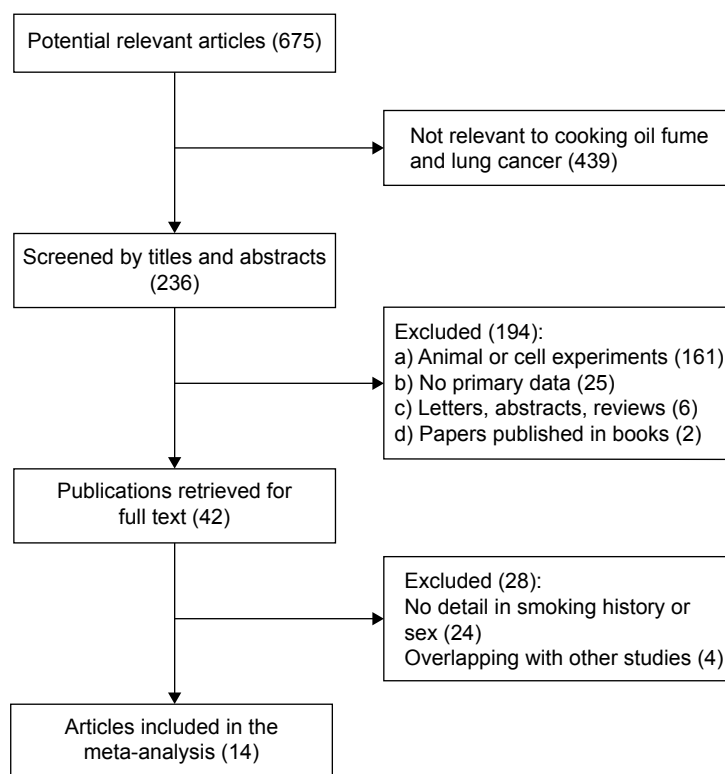 Potential relevant articles (675)
Not relevant to cooking oil fume
and lung cancer (439)
Screened by titles and abstracts
(236)
Excluded (194):
a) Animal or cell experiments (161)
b) No primary data (25)
c) Letters, abstracts, reviews (6)
d) Papers published in books (2)
Publications retrieved for
full text (42)
Excluded (28):
No detail in smoking history or
sex (24)
Overlapping with other studies (4)
Articles included in the
meta-analysis (14)